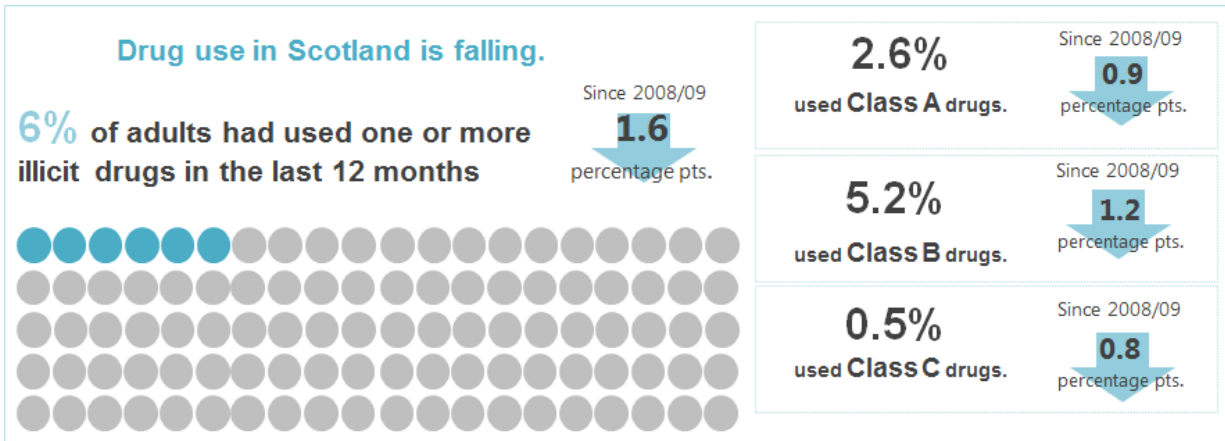 Drug use in Scotland is falling.
6% of adults had used one or more
illicit drugs in the last 12 months
Since 2008/09
1.6
percentage pts.
2.6%
used Class A drugs.
Since 2008/09
0.9
percentage pts.
5.2%
used Class B drugs.
Since 2008/09
1.2
percentage pts.
0.5%
used Class C drugs.
Since 2008/09
0.8
percentage pts.